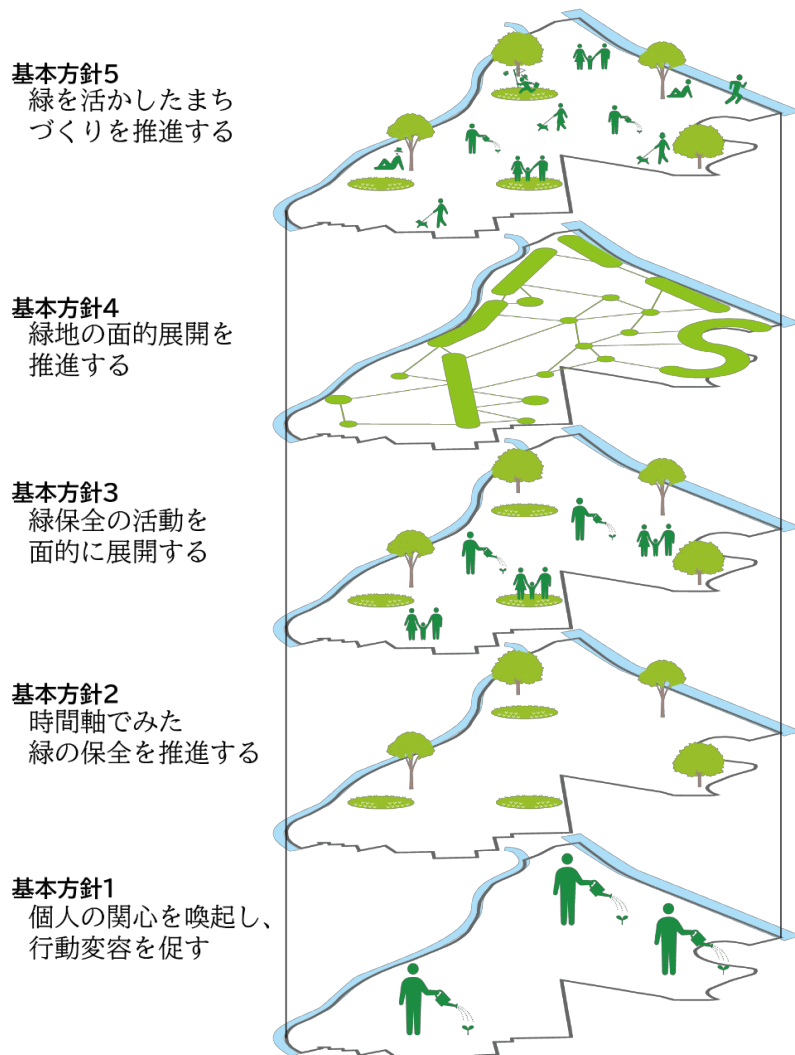 基本方針5
緑を活かしたまち
づくりを推進する
基本方針4
緑地の面的展開を
推進する
基本方針3
緑保全の活動を
面的に展開する
基本方針2
時間軸でみた
緑の保全を推進する
基本方針1
個人の関心を喚起し、
行動変容を促す